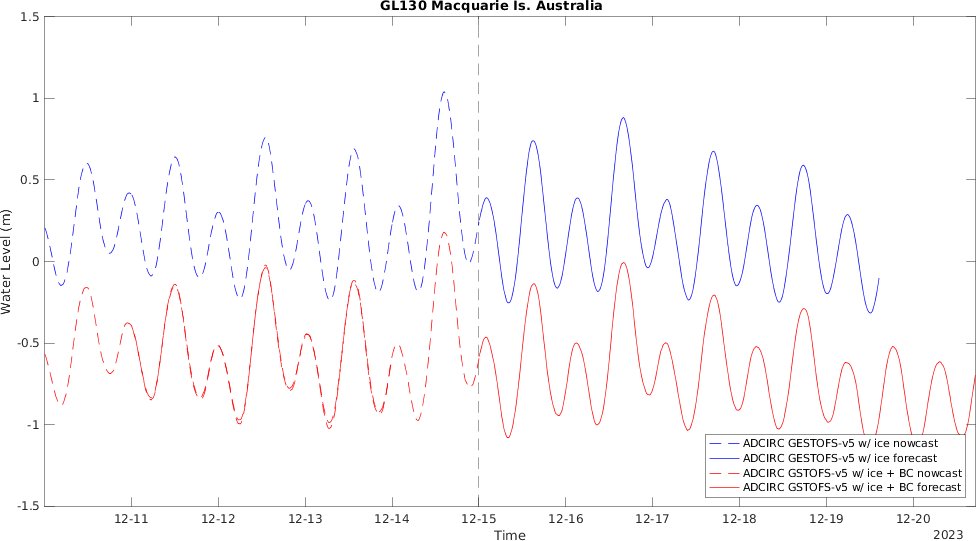 GL130 Macquarie Is. Australia
1.5
1
0.5
0
-0.5
-1
-1.5
Water Level (m)
12-11
12-12
12-13
12-14
12-15
12-16
12-17
12-18
12-19
12-20
Time
2023
ADCIRC GESTOFS-v5 w/ ice nowcast
ADCIRC GESTOFS-v5 w/ ice forecast
ADCIRC GSTOFS-v5 w/ ice + BC nowcast
ADCIRC GSTOFS-v5 w/ ice + BC forecast